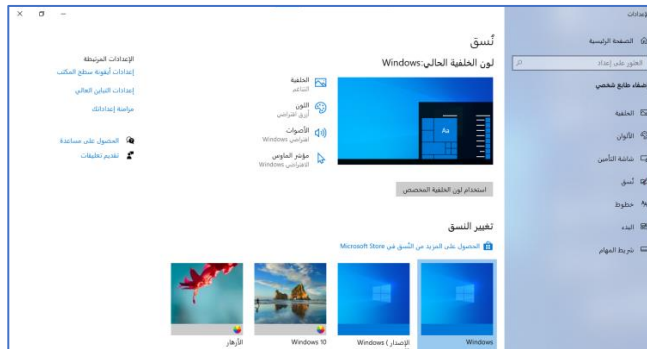 الإعدادات
الصفحة الرئيسية
العثور على إعداد
إضفاء طابع شخصي
الخلفية
الألوان
شاشة التأمين
نُسق
خطوط
البدء
شريط المهام
نُسق
لون الخلفية الحالي:Windows
Aa
الخلفية
التناغم
اللون
أزرق افتراضي
الأصوات
افتراضي Windows
مؤشر الماوس
الافتراضي Windows
استخدام لون الخلفية المخصص
تغيير النسق
الحصول على المزيد من النُّسق في Microsoft Store
Windows
Windows ( الإصدار
Windows 10
الأزهار
الإعدادات المرتبطة
إعدادات أيقونة سطح المكتب
إعدادات التباين العالي
مزامنة إعداداتك
الحصول على مساعدة
تقديم تعليقات